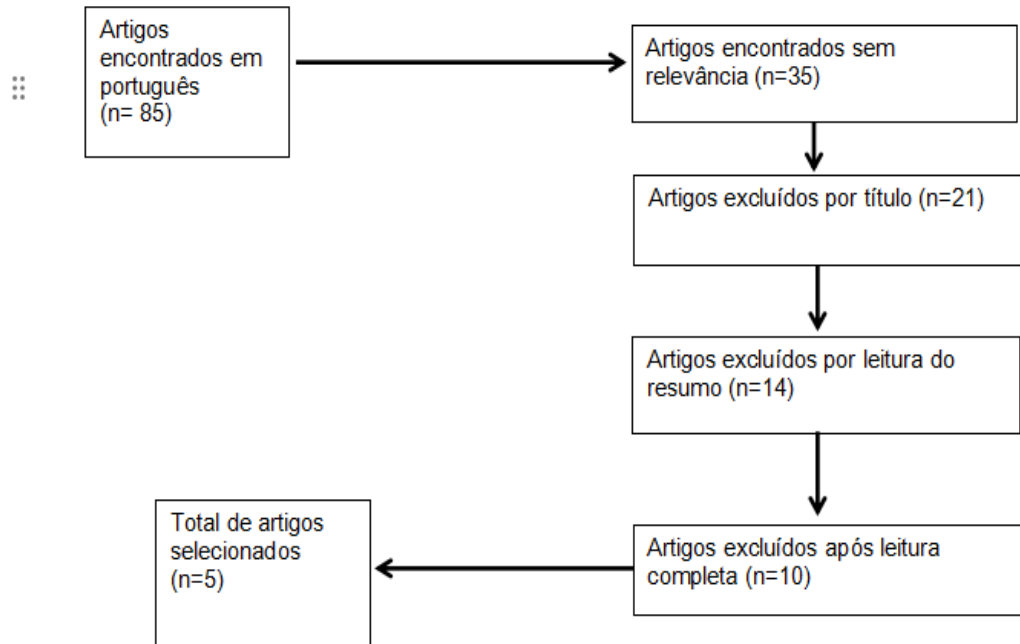 Artigos
encontrados em
português
(n= 85)
Artigos encontrados sem
relevância (n=35)
Artigos excluídos por título (n=21)
Artigos excluídos por leitura do
resumo (n=14)
Artigos excluídos após leitura
completa (n=10)
Total de artigos
selecionados
(n=5)